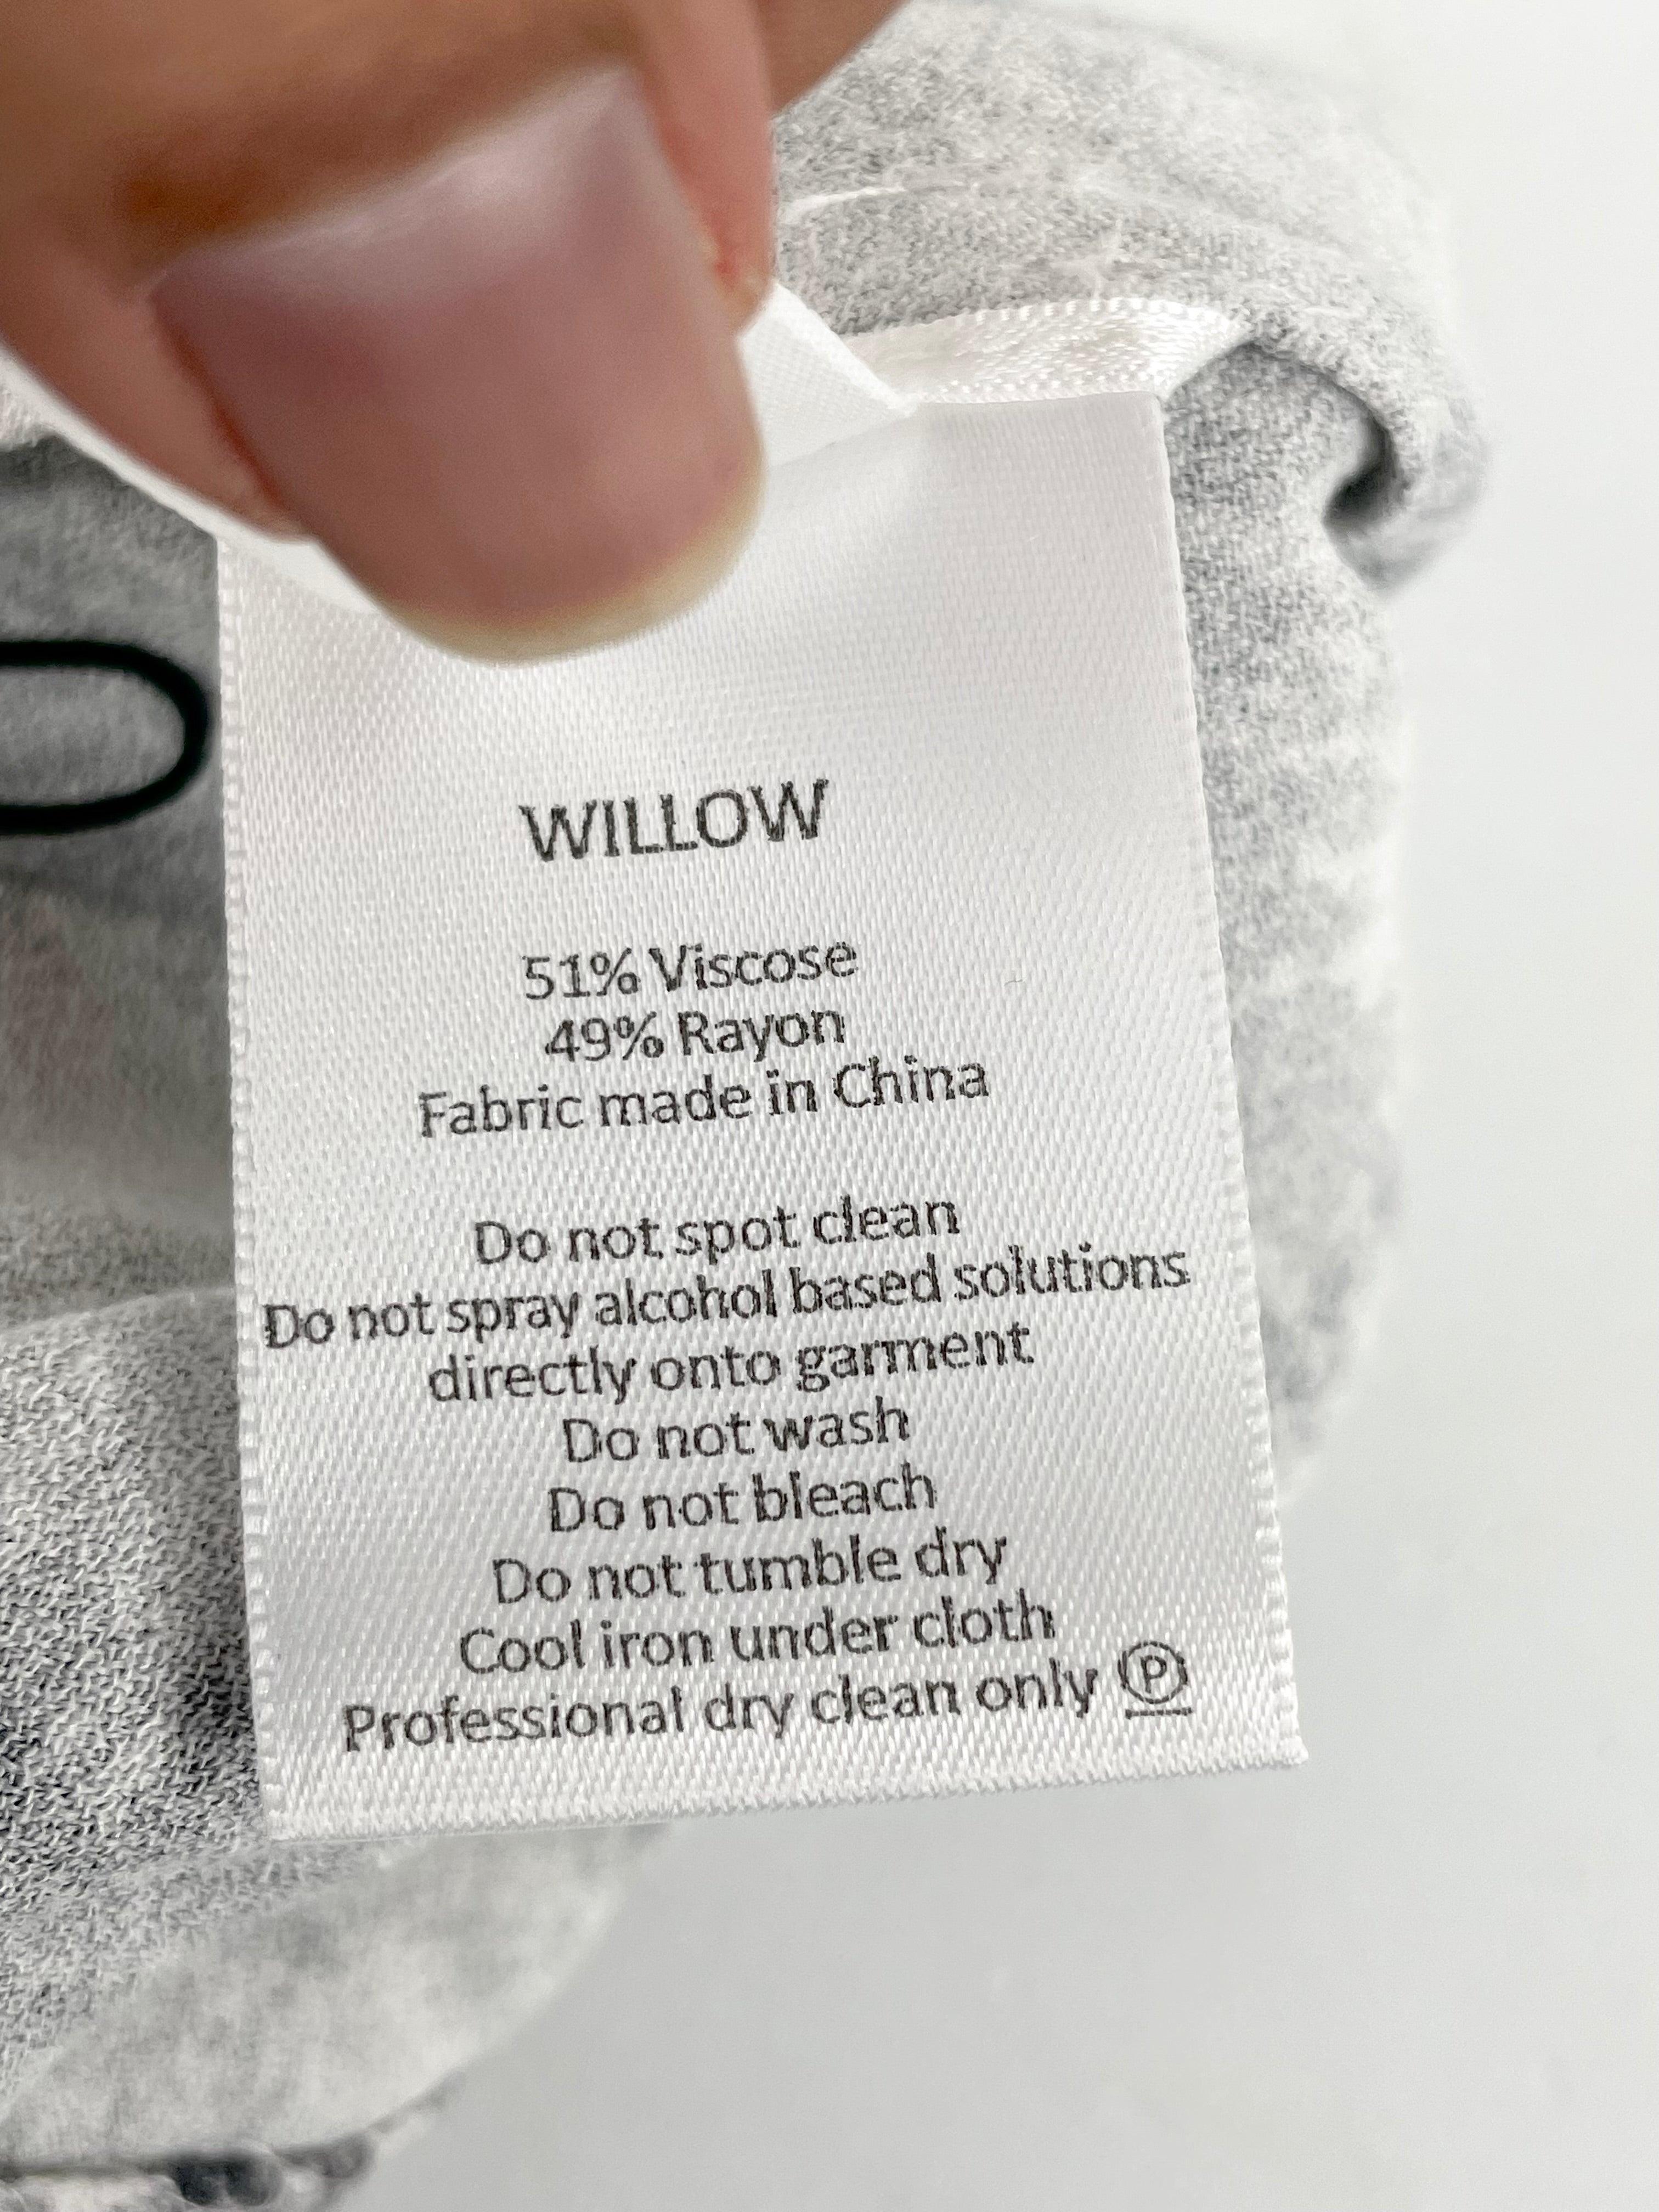 WILLOW
51% Viscose
49% Rayon
Fabric made in China
Do not spot clean
Do not spray alcohol based solutions
directly onto garment
Do not wash
Do not bleach
Do not tumble dry
Cool iron under cloth
Professional dry clean only Ⓟ